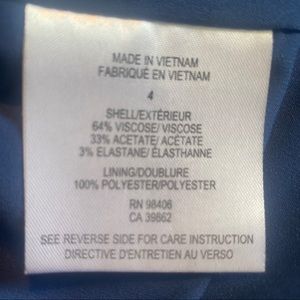 MADE IN VIETNAM
FABRIQUÉ EN VIETNAM
4
SHELL/EXTÉRIEUR
64% VISCOSE/ VISCOSE
33% ACETATE/ ACÉTATE
3% ELASTANE/ ÉLASTHANNE
LINING/DOUBLURE
100% POLYESTER/POLYESTER
RN 98406
CA 39862
SEE REVERSE SIDE FOR CARE INSTRUCTION
DIRECTIVE D'ENTRETIEN AU VERSO